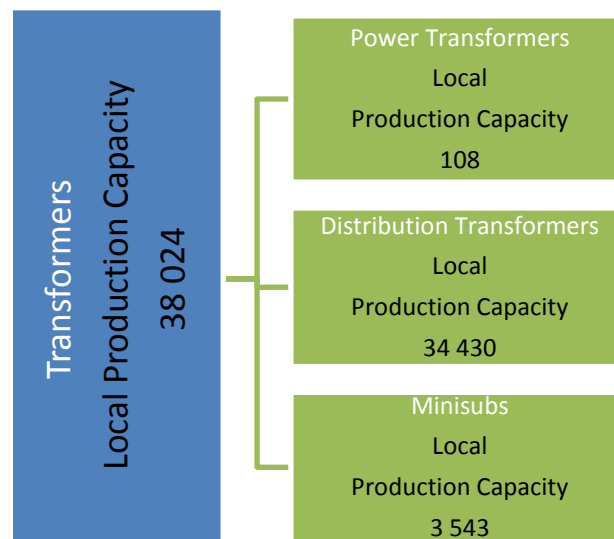 Transformers
Local Production Capacity
38 024
Power Transformers
Local
Production Capacity
108
Distribution Transformers
Local
Production Capacity
34 430
Minisubs
Local
Production Capacity
3 543